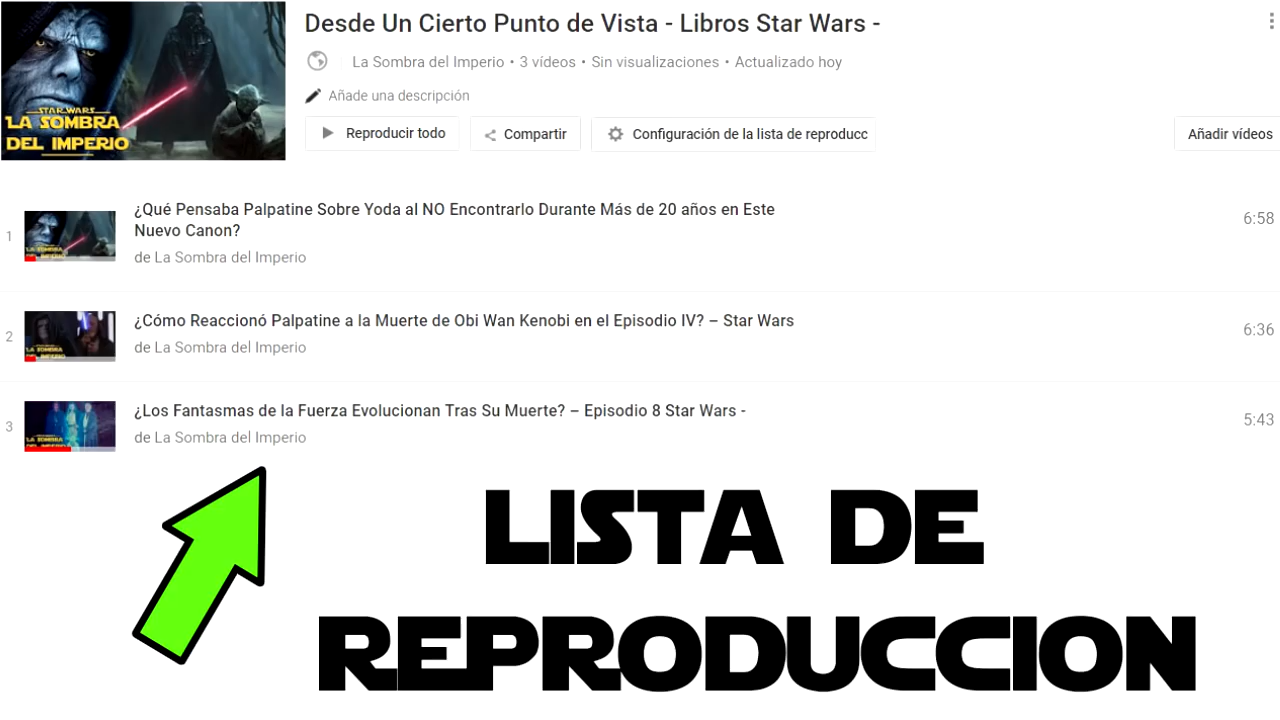 Desde Un Cierto Punto de Vista - Libros Star Wars -
La Sombra del Imperio • 3 vídeos • Sin visualizaciones • Actualizado hoy
Añade una descripción
Reproducir todo
Compartir
Configuración de la lista de reproducc
Añadir vídeos
STAR WARS
LA SOMBRA
DEL IMPERIO
1
¿Qué Pensaba Palpatine Sobre Yoda al NO Encontrarlo Durante Más de 20 años en Este
Nuevo Canon?
de La Sombra del Imperio
6:58
2
¿Cómo Reaccionó Palpatine a la Muerte de Obi Wan Kenobi en el Episodio IV? – Star Wars
de La Sombra del Imperio
6:36
3
¿Los Fantasmas de la Fuerza Evolucionan Tras Su Muerte? – Episodio 8 Star Wars -
de La Sombra del Imperio
5:43
LISTA DE
REPRODUCCION